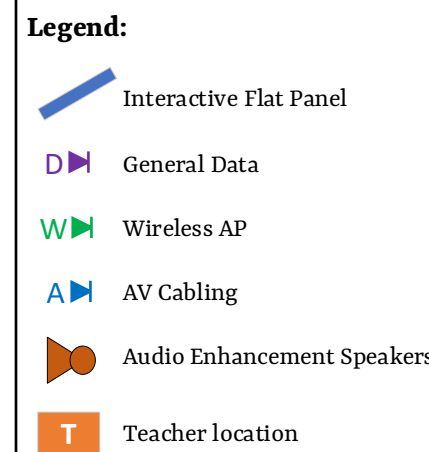 Legend:
Interactive Flat Panel
D General Data
W Wireless AP
A AV Cabling
Audio Enhancement Speakers
T Teacher location